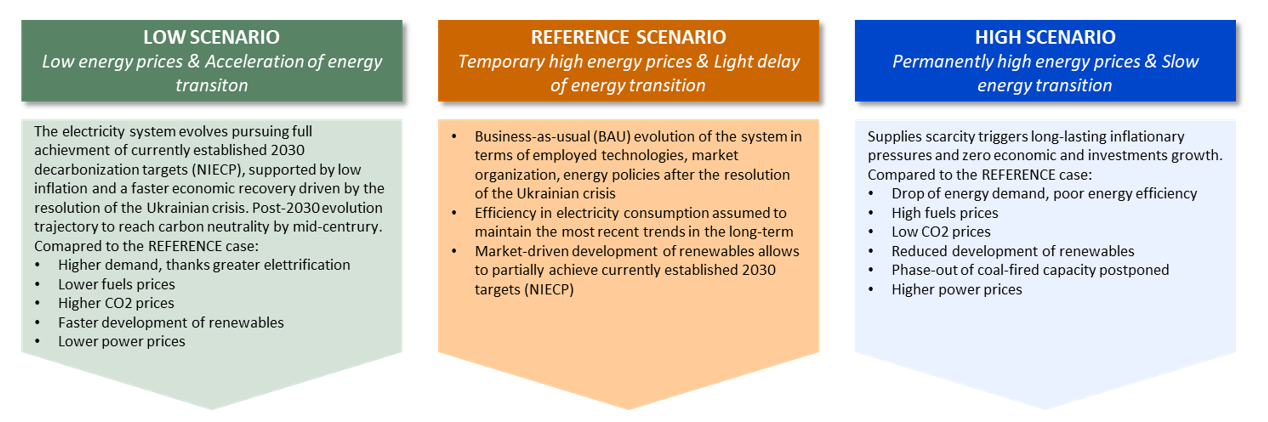 LOW SCENARIO
Low energy prices & Acceleration of energy
transiton
The electricity system evolves pursuing full
achievment of currently established 2030
decarbonization targets (NIECP), supported by low
inflation and a faster economic recovery driven by the
resolution of the Ukrainian crisis. Post-2030 evolution
trajectory to reach carbon neutrality by mid-centrury.
Comapred to the REFERENCE case:
• Higher demand, thanks greater elettrification
• Lower fuels prices
• Higher CO2 prices
• Faster development of renewables
• Lower power prices
REFERENCE SCENARIO
Temporary high energy prices & Light delay
of energy transition
• Business-as-usual (BAU) evolution of the system in
terms of employed technologies, market
organization, energy policies after the resolution
of the Ukrainian crisis
• Efficiency in electricity consumption assumed to
maintain the most recent trends in the long-term
• Market-driven development of renewables allows
to partially achieve currently established 2030
targets (NIECP)
HIGH SCENARIO
Permanently high energy prices & Slow
energy transition
Supplies scarcity triggers long-lasting inflationary
pressures and zero economic and investments growth.
Compared to the REFERENCE case:
• Drop of energy demand, poor energy efficiency
• High fuels prices
• Low CO2 prices
• Reduced development of renewables
• Phase-out of coal-fired capacity postponed
• Higher power prices